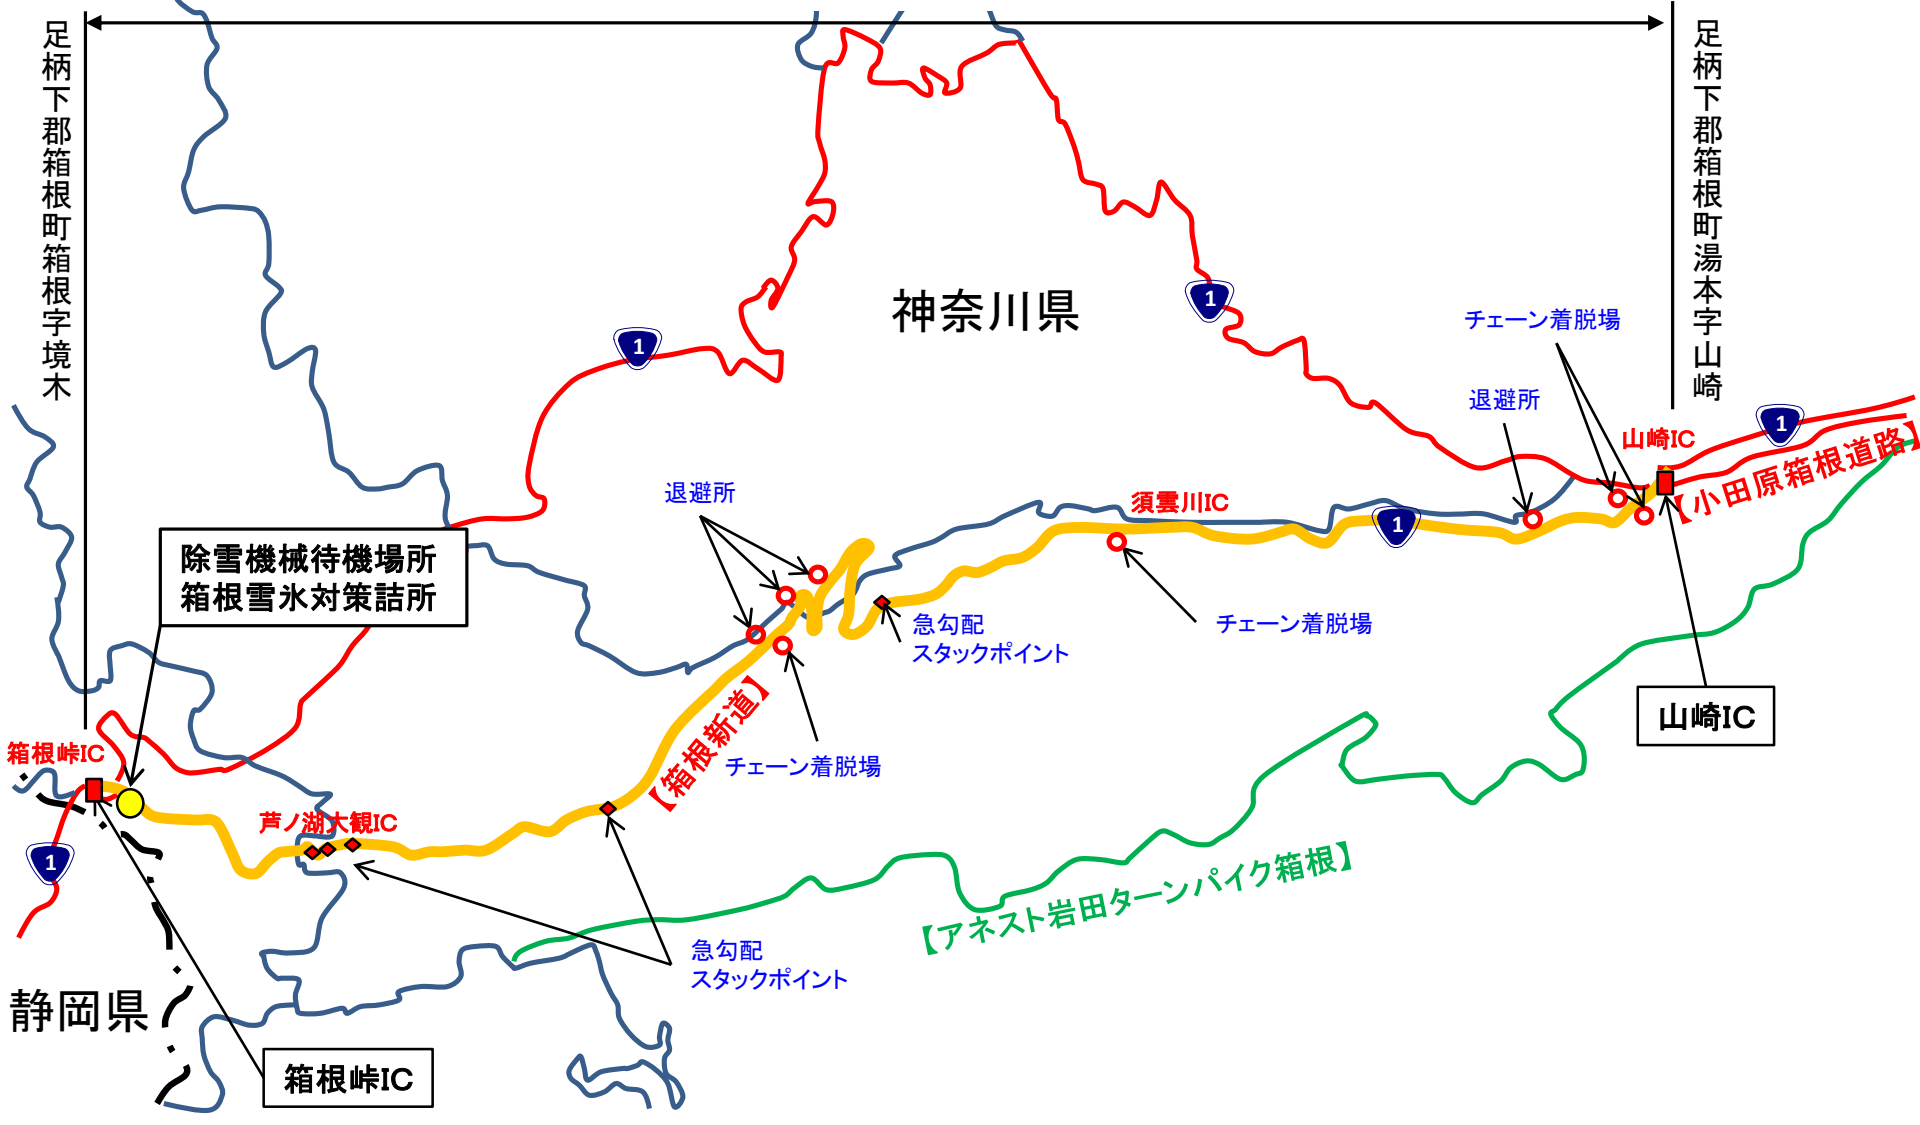 足柄下郡箱根町箱根字境木
足柄下郡箱根町湯本字山崎
神奈川県
1
1
チェーン着脱場
退避所
山崎IC
1
【小田原箱根道路】
退避所
須雲川IC
1
除雪機械待機場所
箱根雪氷対策詰所
急勾配
スタックポイント
チェーン着脱場
山崎IC
【箱根新道】
チェーン着脱場
箱根峠IC
芦ノ湖大観IC
1
【アネスト岩田ターンパイク箱根】
急勾配
スタックポイント
静岡県
箱根峠IC